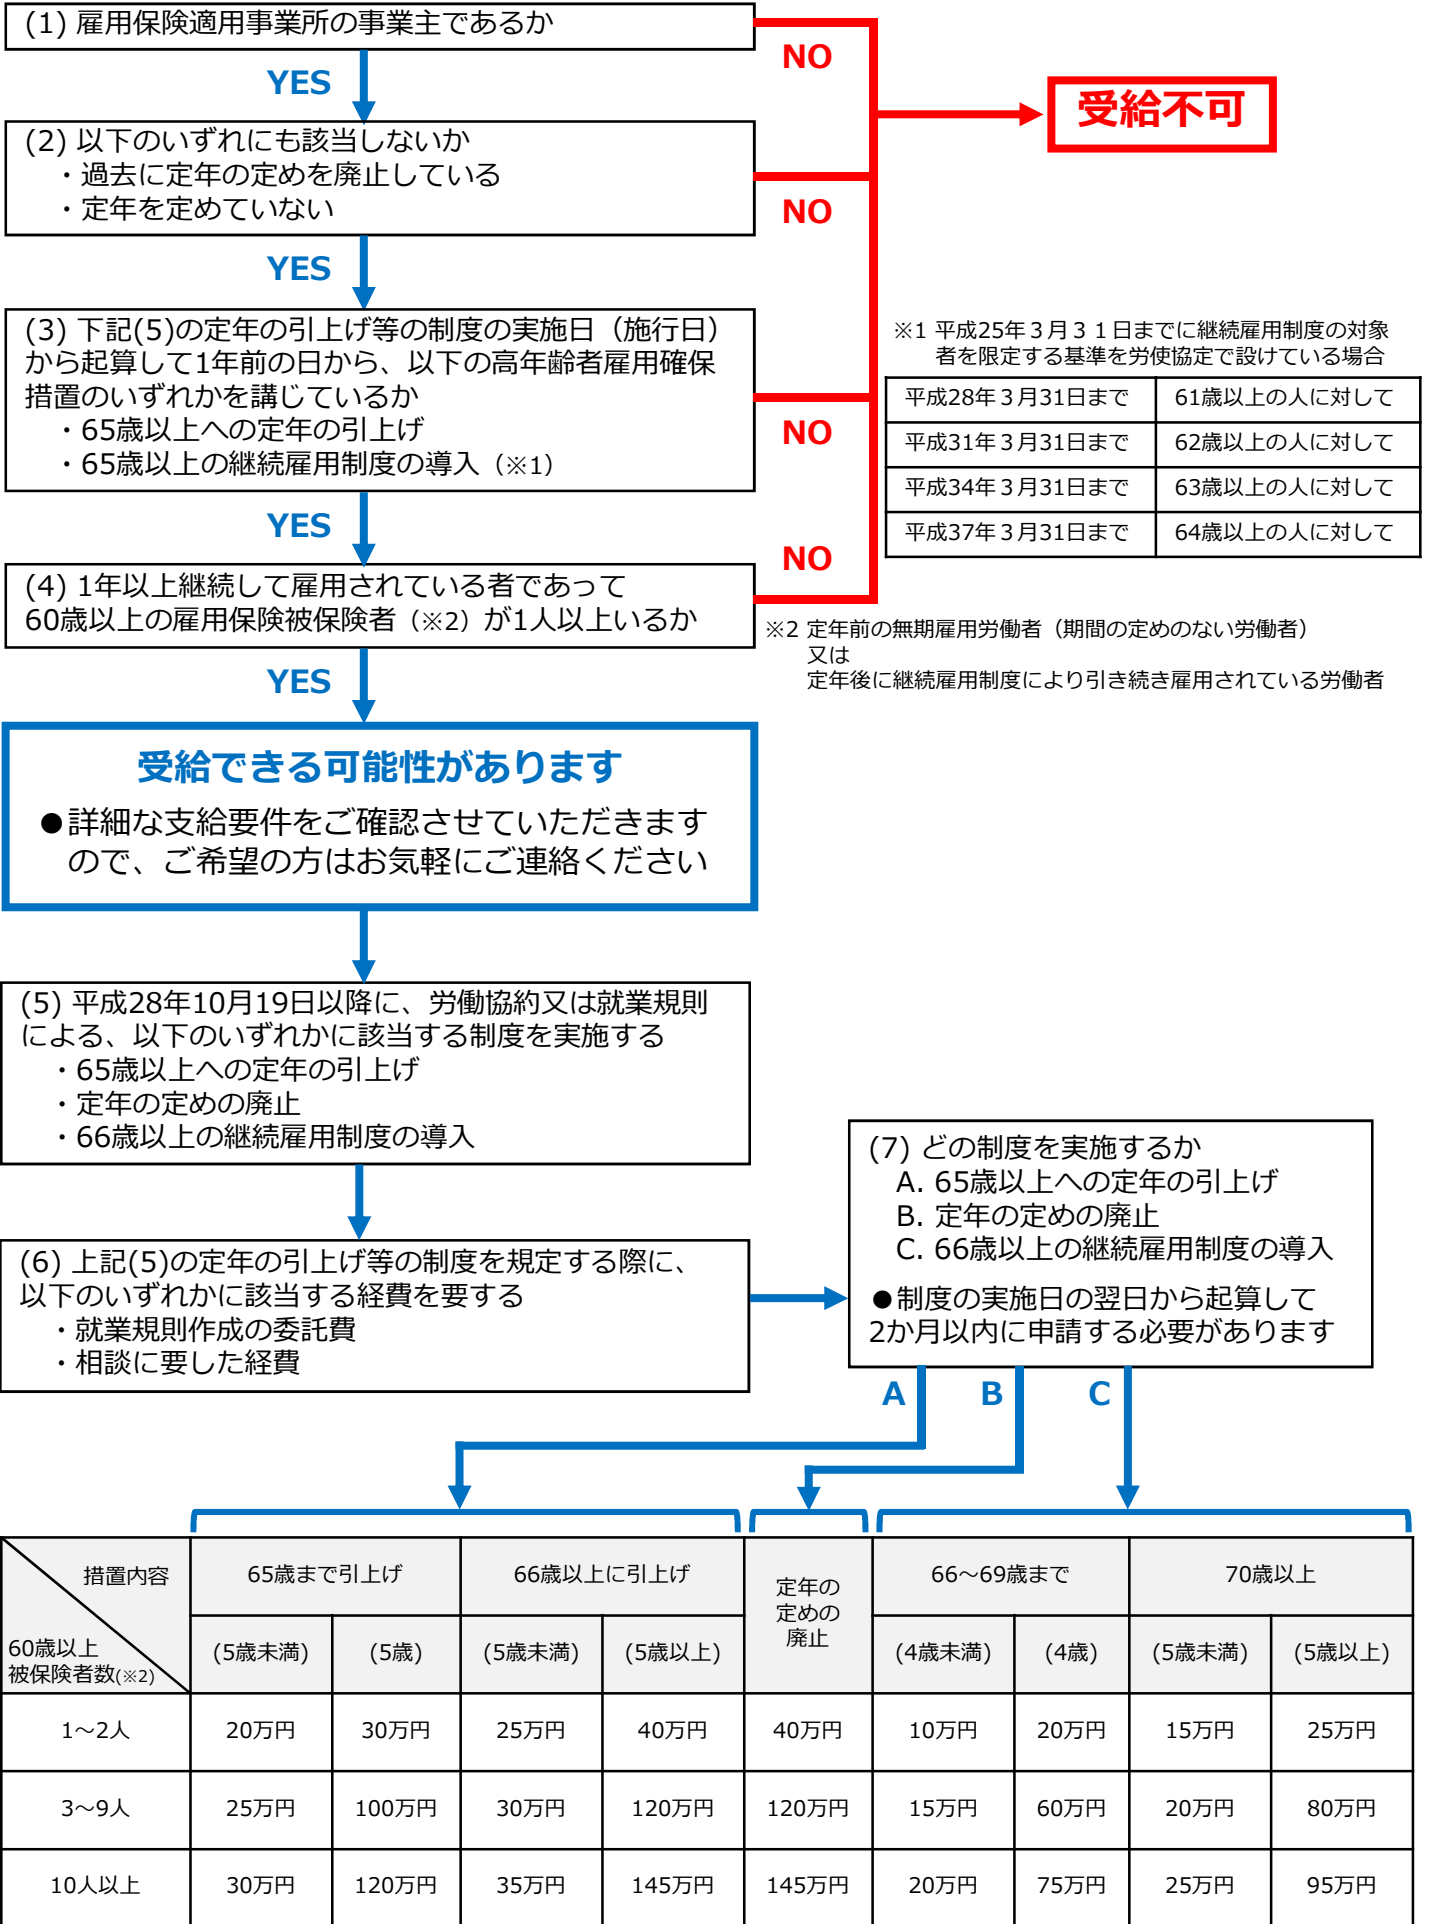 (1) 雇用保険適用事業所の事業主であるか
NO
YES
受給不可
(2) 以下のいずれにも該当しないか
・過去に定年の定めを廃止している
・定年を定めていない
NO
YES
(3) 下記(5)の定年の引上げ等の制度の実施日（施行日）
から起算して1年前の日から、以下の高年齢者雇用確保
措置のいずれかを講じているか
・65歳以上への定年の引上げ
・65歳以上の継続雇用制度の導入（※1）
NO
YES
※1 平成25年３月３１日までに継続雇用制度の対象
者を限定する基準を労使協定で設けている場合
平成28年３月31日まで 61歳以上の人に対して
平成31年３月31日まで 62歳以上の人に対して
平成34年３月31日まで 63歳以上の人に対して
平成37年３月31日まで 64歳以上の人に対して
NO
(4) 1年以上継続して雇用されている者であって
60歳以上の雇用保険被保険者（※2）が1人以上いるか
※2 定年前の無期雇用労働者（期間の定めのない労働者）
又は
定年後に継続雇用制度により引き続き雇用されている労働者
YES
受給できる可能性があります
●詳細な支給要件をご確認させていただきます
ので、ご希望の方はお気軽にご連絡ください
(5) 平成28年10月19日以降に、労働協約又は就業規則
による、以下のいずれかに該当する制度を実施する
・65歳以上への定年の引上げ
・定年の定めの廃止
・66歳以上の継続雇用制度の導入
(6) 上記(5)の定年の引上げ等の制度を規定する際に、
以下のいずれかに該当する経費を要する
・就業規則作成の委託費
・相談に要した経費
(7) どの制度を実施するか
A. 65歳以上への定年の引上げ
B. 定年の定めの廃止
C. 66歳以上の継続雇用制度の導入
●制度の実施日の翌日から起算して
2か月以内に申請する必要があります
A B C
措置内容
60歳以上
被保険者数(※2)
65歳まで引上げ 66歳以上に引上げ
定年の
定めの
廃止
66～69歳まで 70歳以上
(5歳未満) (5歳) (5歳未満) (5歳以上) (4歳未満) (4歳) (5歳未満) (5歳以上)
1～2人 20万円 30万円 25万円 40万円 40万円 10万円 20万円 15万円 25万円
3～9人 25万円 100万円 30万円 120万円 120万円 15万円 60万円 20万円 80万円
10人以上 30万円 120万円 35万円 145万円 145万円 20万円 75万円 25万円 95万円